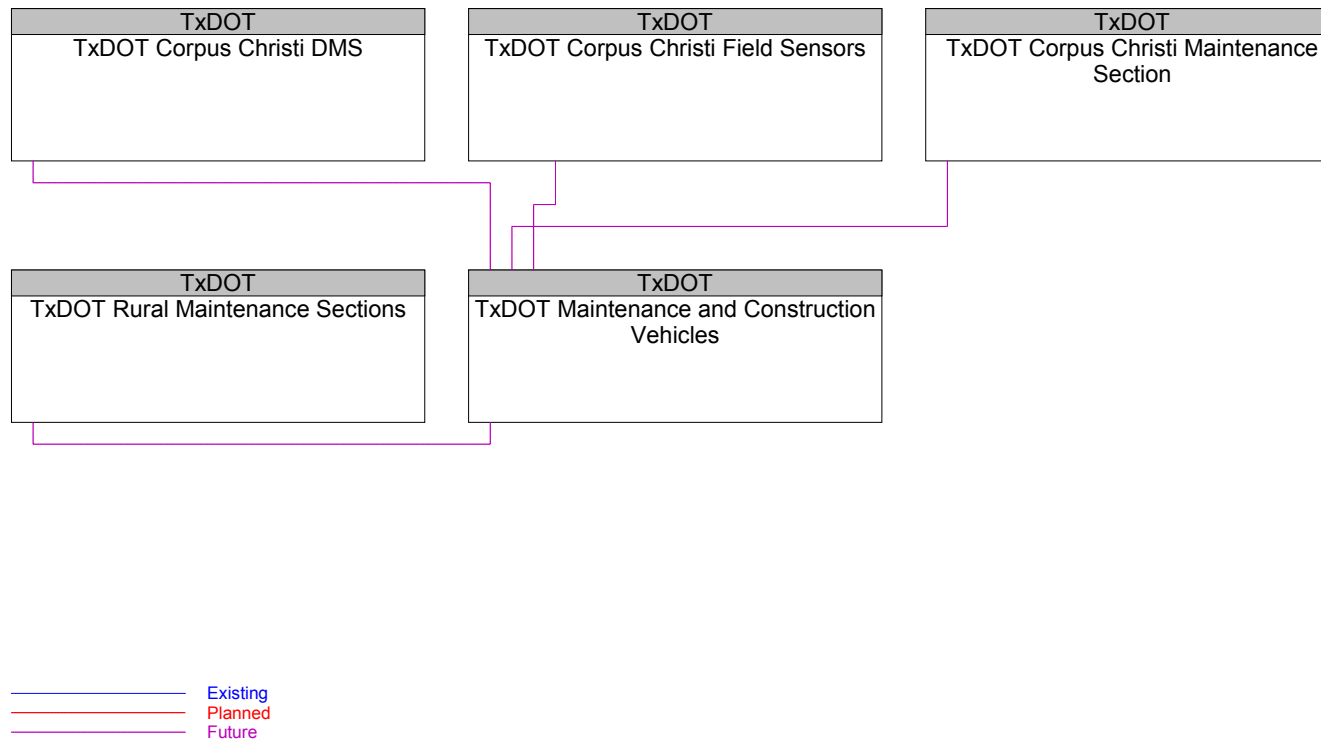 TxDOT
TxDOT Corpus Christi DMS
TxDOT
TxDOT Corpus Christi Field Sensors
TxDOT
TxDOT Corpus Christi Maintenance
Section
TxDOT
TxDOT Rural Maintenance Sections
TxDOT
TxDOT Maintenance and Construction
Vehicles
Existing
Planned
Future